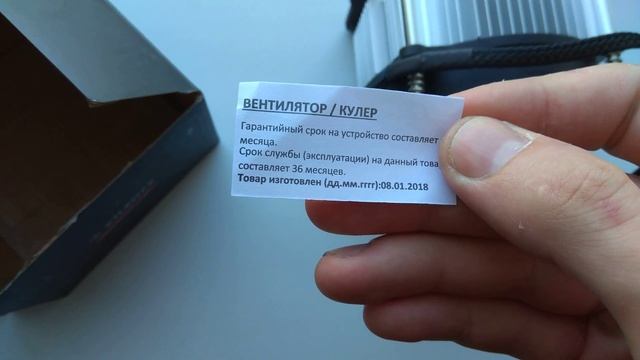 ВЕНТИЛЯТОР / КУЛЕР
Гарантийный срок на устройство составляет
месяца.
Срок службы (эксплуатации) на данный
составляет 36 месяцев.
Товар изготовлен (дд.мм.гггг):08.01.2018